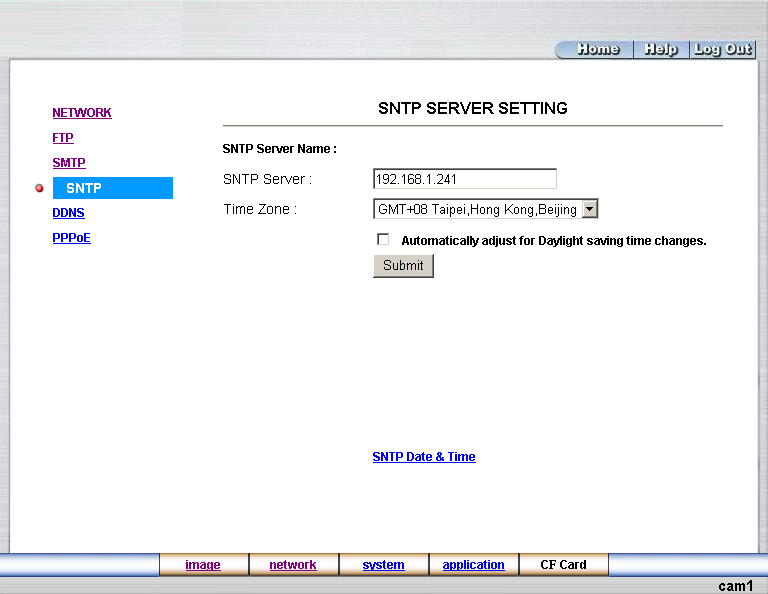 Home Help Log Out
NETWORK
FTP
SMTP
SNTP
DDNS
PPPoE
SNTP SERVER SETTING
SNTP Server Name :
SNTP Server : 192.168.1.241
Time Zone : GMT+08 Taipei,Hong Kong,Beijing
Automatically adjust for Daylight saving time changes.
Submit
SNTP Date & Time
image network system application CF Card
cam1